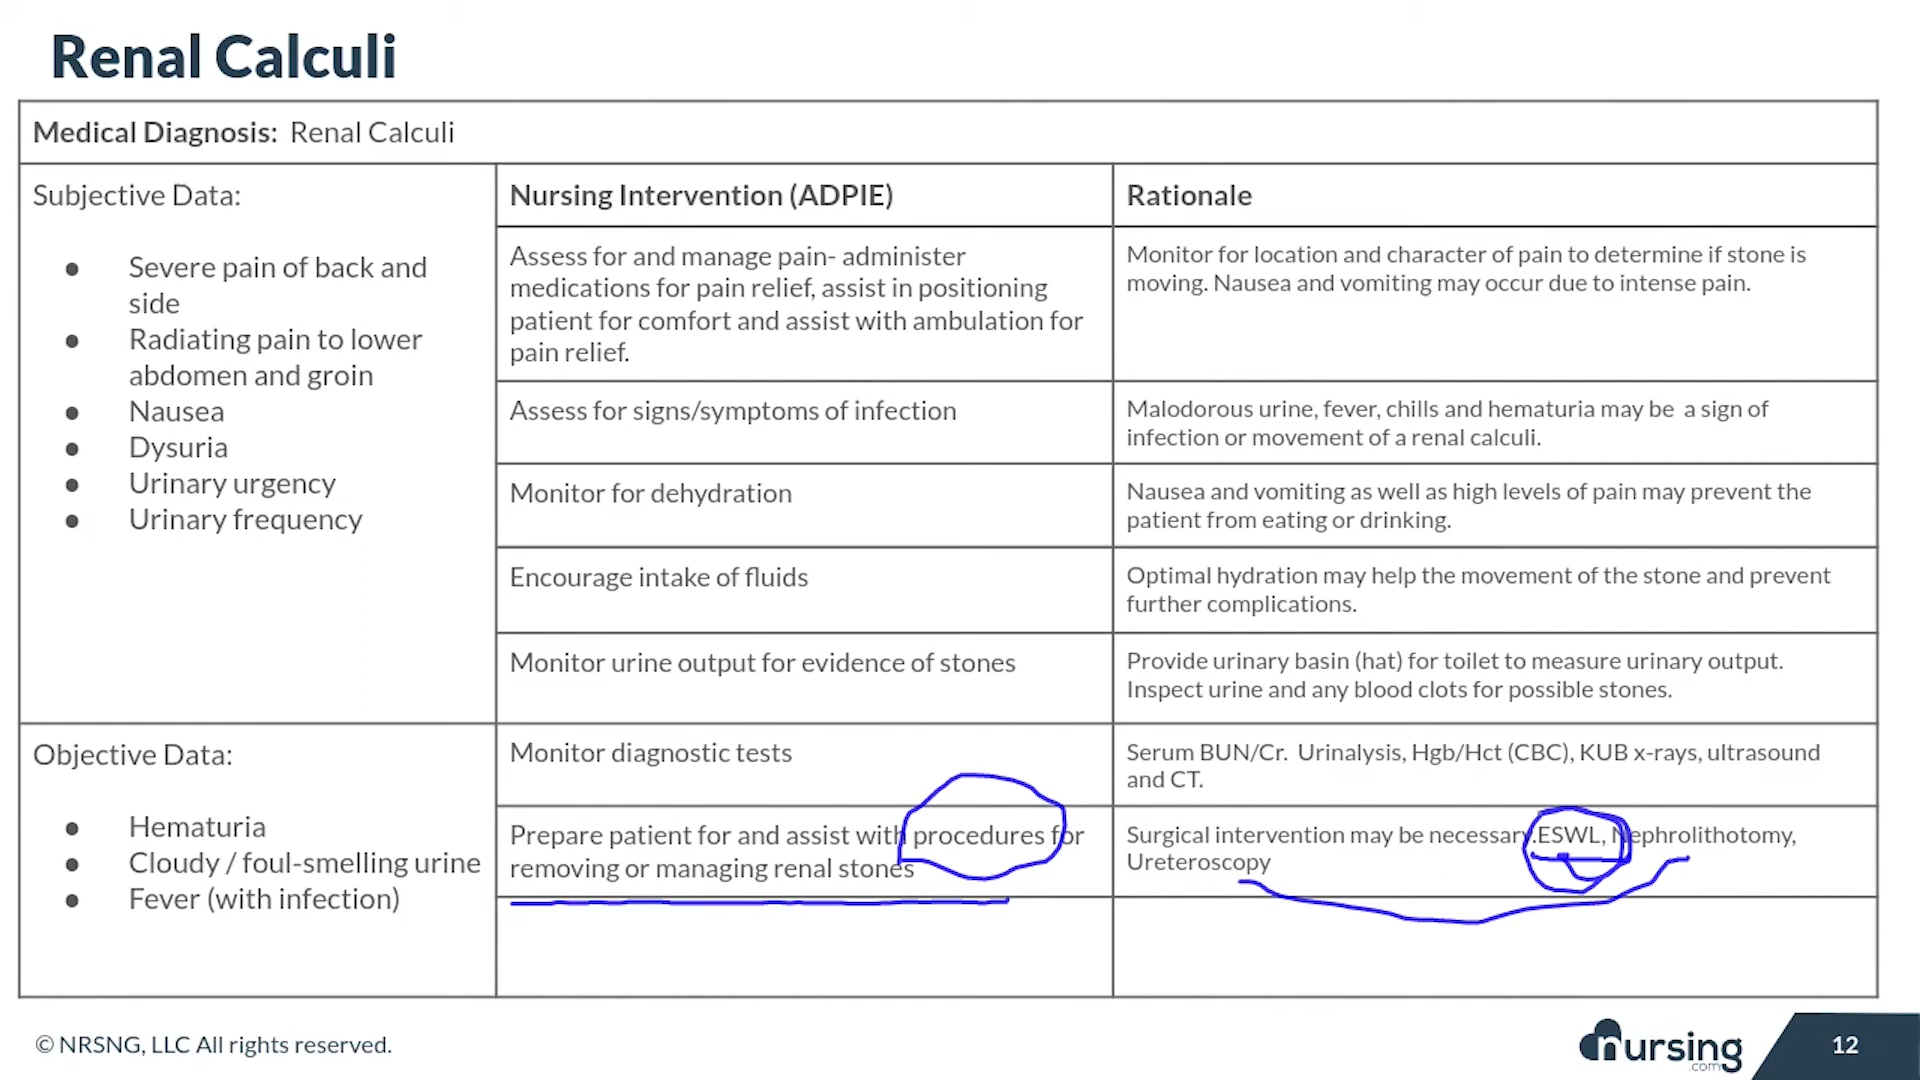 Renal Calculi
Medical Diagnosis: Renal Calculi
Subjective Data:
● Severe pain of back and
side
● Radiating pain to lower
abdomen and groin
● Nausea
● Dysuria
● Urinary urgency
● Urinary frequency
Nursing Intervention (ADPIE)
Rationale
Assess for and manage pain- administer
medications for pain relief, assist in positioning
patient for comfort and assist with ambulation for
pain relief.
Monitor for location and character of pain to determine if stone is
moving. Nausea and vomiting may occur due to intense pain.
Assess for signs/symptoms of infection
Malodorous urine, fever, chills and hematuria may be a sign of
infection or movement of a renal calculi.
Monitor for dehydration
Nausea and vomiting as well as high levels of pain may prevent the
patient from eating or drinking.
Encourage intake of fluids
Optimal hydration may help the movement of the stone and prevent
further complications.
Monitor urine output for evidence of stones
Provide urinary basin (hat) for toilet to measure urinary output.
Inspect urine and any blood clots for possible stones.
Objective Data:
● Hematuria
● Cloudy / foul-smelling urine
● Fever (with infection)
Monitor diagnostic tests
Serum BUN/Cr. Urinalysis, Hgb/Hct (CBC), KUB x-rays, ultrasound
and CT.
Prepare patient for and assist with procedures for
removing or managing renal stones
Surgical intervention may be necessary.ESWL, Nephrolithotomy,
Ureteroscopy
© NRSNG, LLC All rights reserved.
nursing
.com
12